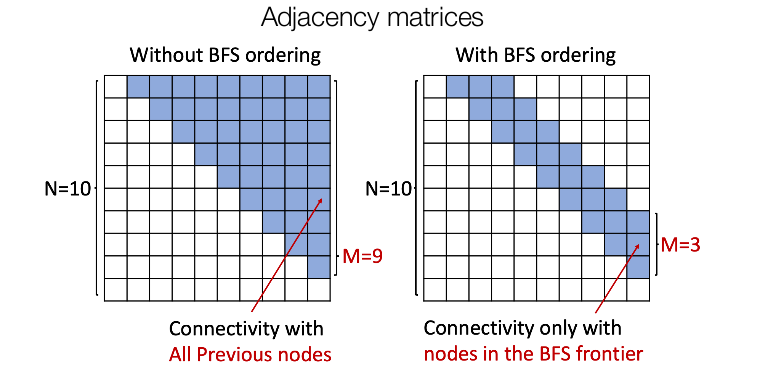 Adjacency matrices
Without BFS ordering
With BFS ordering
N=10
M=9
N=10
M=3
Connectivity with
All Previous nodes
Connectivity only with
nodes in the BFS frontier